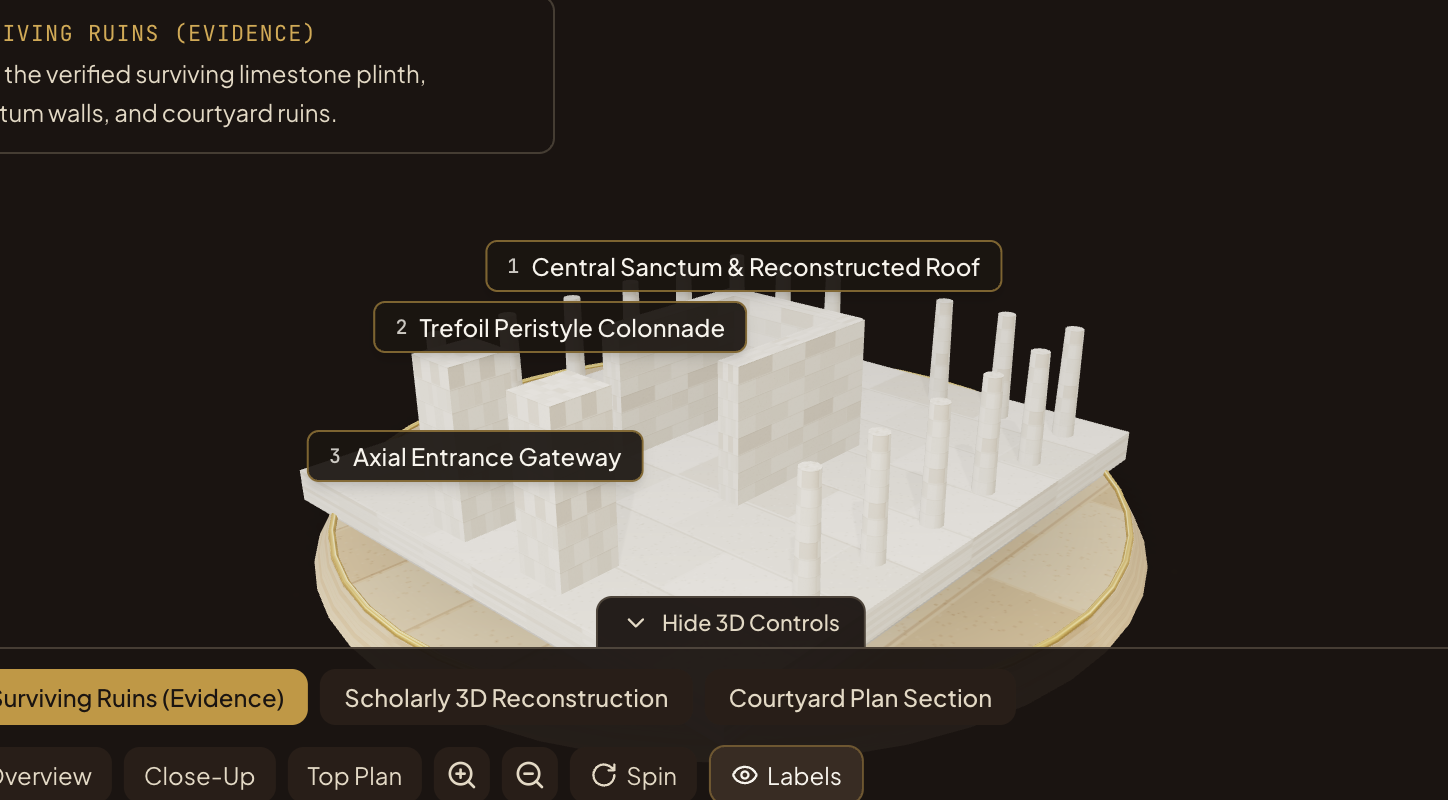 IVING RUINS (EVIDENCE)
the verified surviving limestone plinth,
tum walls, and courtyard ruins.
1 Central Sanctum & Reconstructed Roof
2 Trefoil Peristyle Colonnade
3 Axial Entrance Gateway
Hide 3D Controls
Surviving Ruins (Evidence) Scholarly 3D Reconstruction Courtyard Plan Section
Overview Close-Up Top Plan Spin Labels